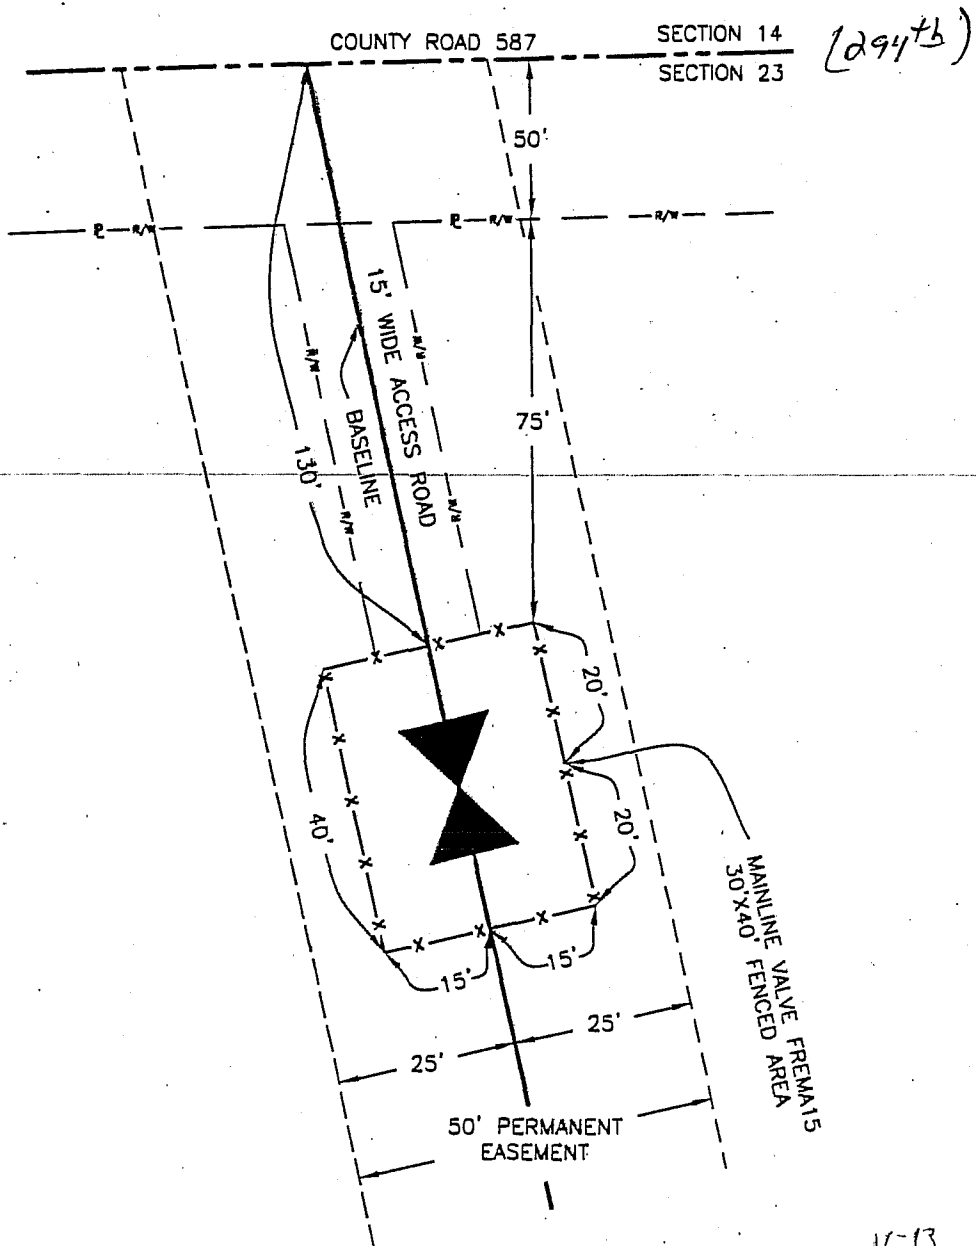 COUNTY ROAD 587
SECTION 14
(294th)
SECTION 23
50'
P R/W
P R/W
R/W
15' WIDE ACCESS ROAD
R/W
R/W
75'
BASELINE
130'
R/W
R/W
20'
40'
20'
MAINLINE VALVE FREMA15
30'X40' FENCED AREA
15'
15'
25'
25'
50' PERMANENT
EASEMENT